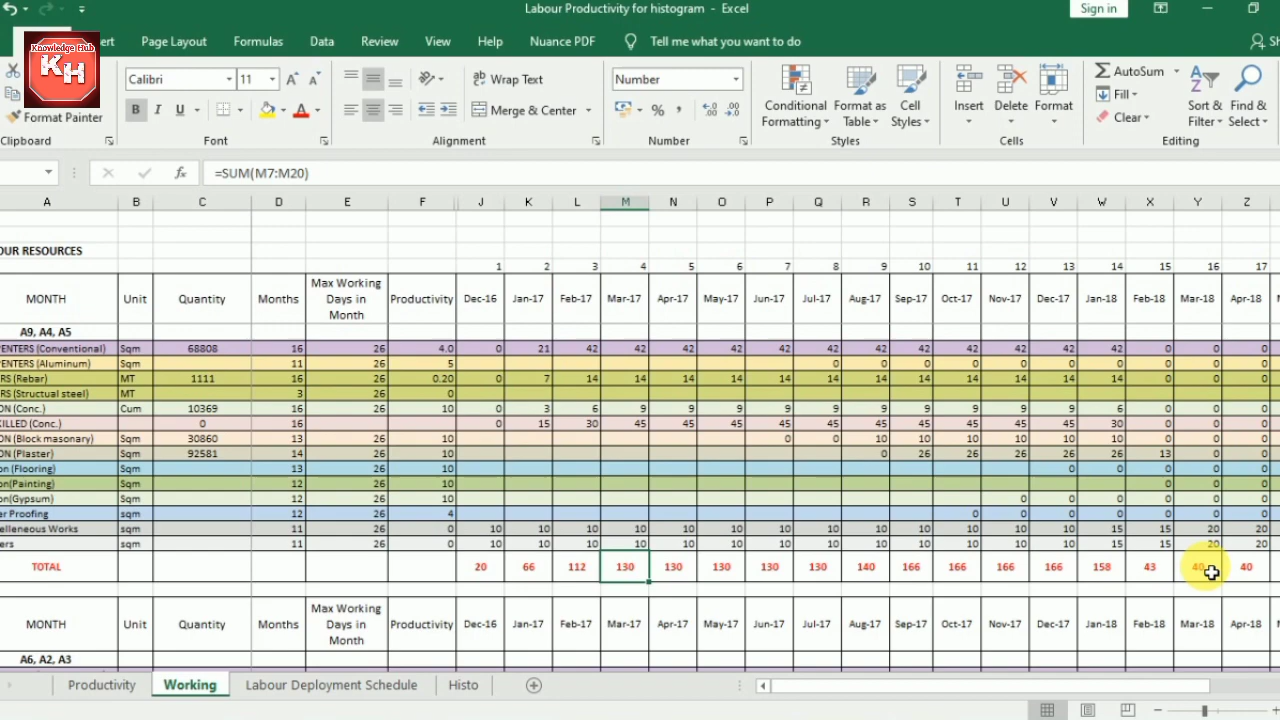 Labour Productivity for histogram - Excel
Sign in
Page Layout Formulas Data Review View Help Nuance PDF Tell me what you want to do
Knowledge Hub
KH
Calibri 11 Wrap Text Number AutoSum
B I U Merge & Center % Conditional Formatting Format as Table Cell Styles Insert Delete Format Fill Sort & Filter Find & Select
Format Painter Clear
Clipboard Font Alignment Number Styles Cells Editing
fx =SUM(M7:M20)
A B C D E F J K L M N O P Q R S T U V W X Y Z
OUR RESOURCES
1 2 3 4 5 6 7 8 9 10 11 12 13 14 15 16 17
MONTH Unit Quantity Months Max Working Days in Month Productivity Dec-16 Jan-17 Feb-17 Mar-17 Apr-17 May-17 Jun-17 Jul-17 Aug-17 Sep-17 Oct-17 Nov-17 Dec-17 Jan-18 Feb-18 Mar-18 Apr-18
A9, A4, A5
ENTERS (Conventional) Sqm 68808 16 26 4.0 0 21 42 42 42 42 42 42 42 42 42 42 42 42 0 0 0
ENTERS (Aluminum) Sqm 11 26 5 0 0 0 0 0 0 0 0 0 0
RS (Rebar) MT 1111 16 26 0.20 0 7 14 14 14 14 14 14 14 14 14 14 14 14 0 0 0
RS (Structual steel) MT 3 26 0
ON (Conc.) Cum 10369 16 26 10 0 3 6 9 9 9 9 9 9 9 9 9 9 6 0 0 0
KILLED (Conc.) 0 16 0 15 30 45 45 45 45 45 45 45 45 45 45 30 0 0 0
ON (Block masonary) Sqm 30860 13 26 10 0 0 10 10 10 10 10 10 0 0 0
ON (Plaster) Sqm 92581 14 26 10 0 26 26 26 26 26 13 0 0
on (Flooring) Sqm 13 26 10 0 0 0 0 0
on(Painting) Sqm 12 26 10 0 0 0
on(Gypsum) Sqm 12 26 10 0 0 0 0 0 0
er Proofing sqm 12 26 4 0 0 0 0 0 0 0
elleneous Works sqm 11 26 0 10 10 10 10 10 10 10 10 10 10 10 10 10 15 15 20 20
ers sqm 11 26 0 10 10 10 10 10 10 10 10 10 10 10 10 10 15 15 20 20
TOTAL 20 66 112 130 130 130 130 130 140 166 166 166 166 158 43 40 40
MONTH Unit Quantity Months Max Working Days in Month Productivity Dec-16 Jan-17 Feb-17 Mar-17 Apr-17 May-17 Jun-17 Jul-17 Aug-17 Sep-17 Oct-17 Nov-17 Dec-17 Jan-18 Feb-18 Mar-18 Apr-18
A6, A2, A3
Productivity Working Labour Deployment Schedule Histo